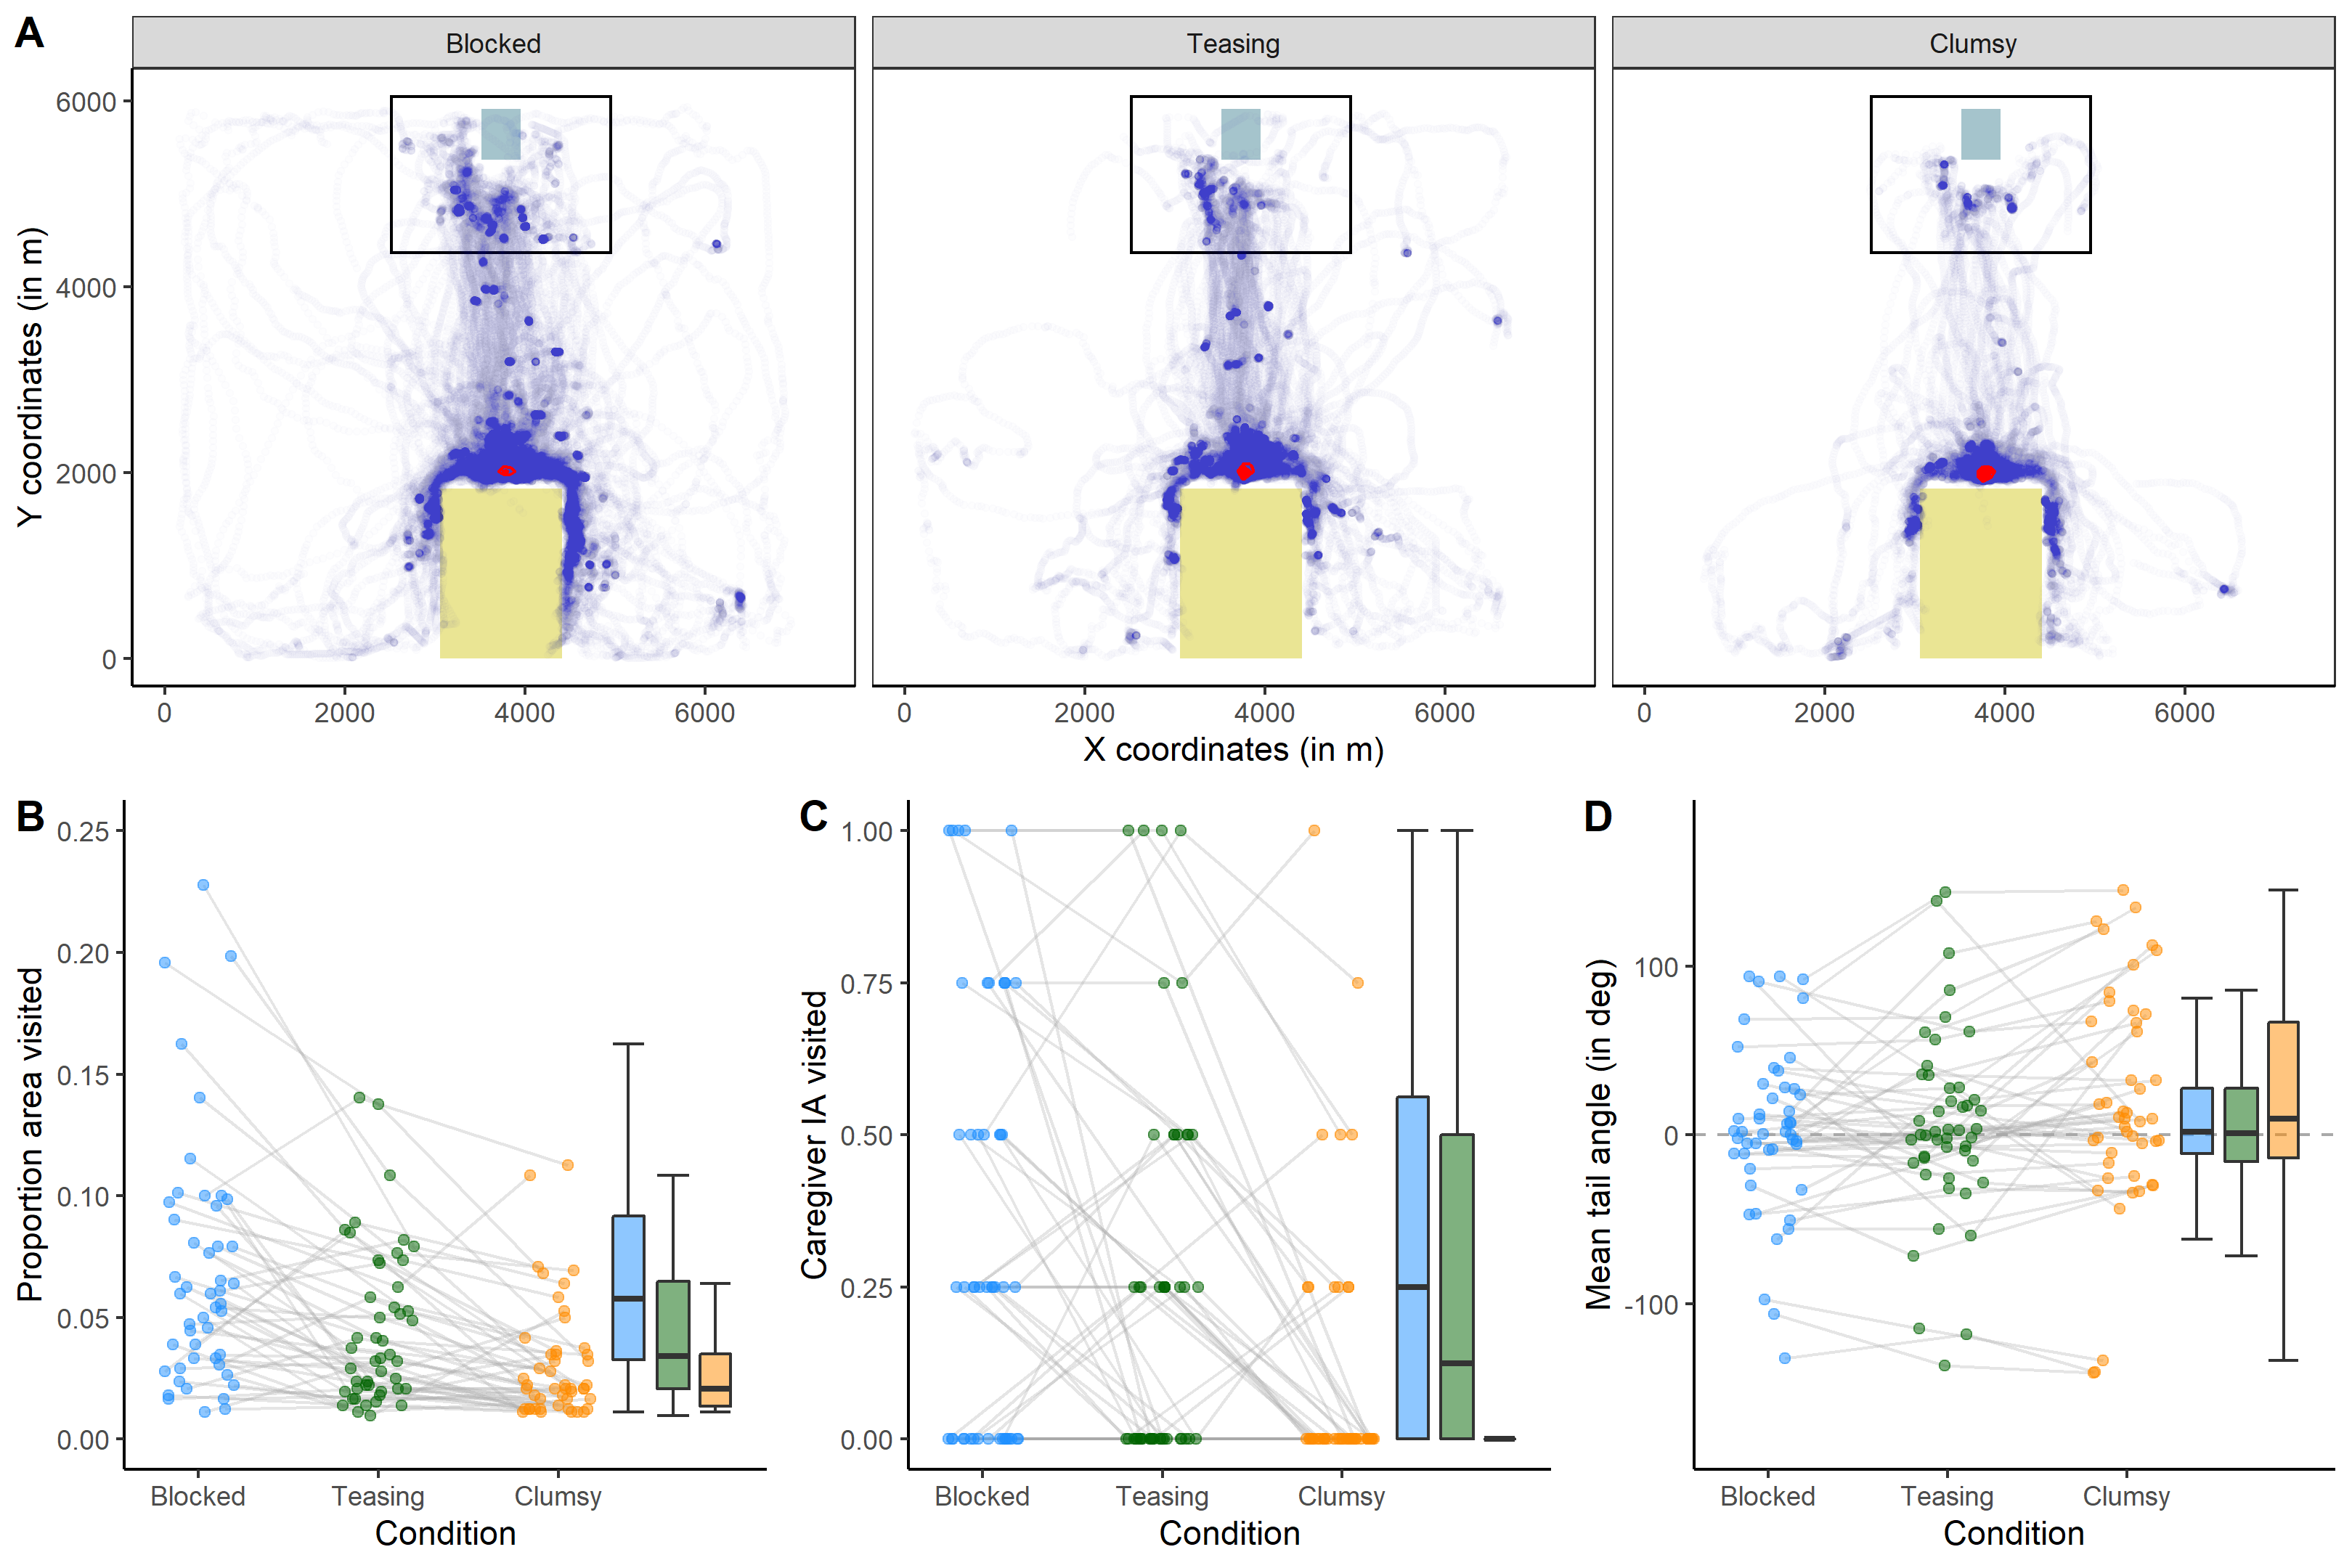 A
Blocked Teasing Clumsy
Y coordinates (in m)
6000
4000
2000
0
0 2000 4000 6000 0 2000 4000 6000 0 2000 4000 6000
X coordinates (in m)
B
Proportion area visited
0.25
0.20
0.15
0.10
0.05
0.00
Blocked Teasing Clumsy
Condition
C
Caregiver IA visited
1.00
0.75
0.50
0.25
0.00
Blocked Teasing Clumsy
Condition
D
Mean tail angle (in deg)
100
0
-100
Blocked Teasing Clumsy
Condition